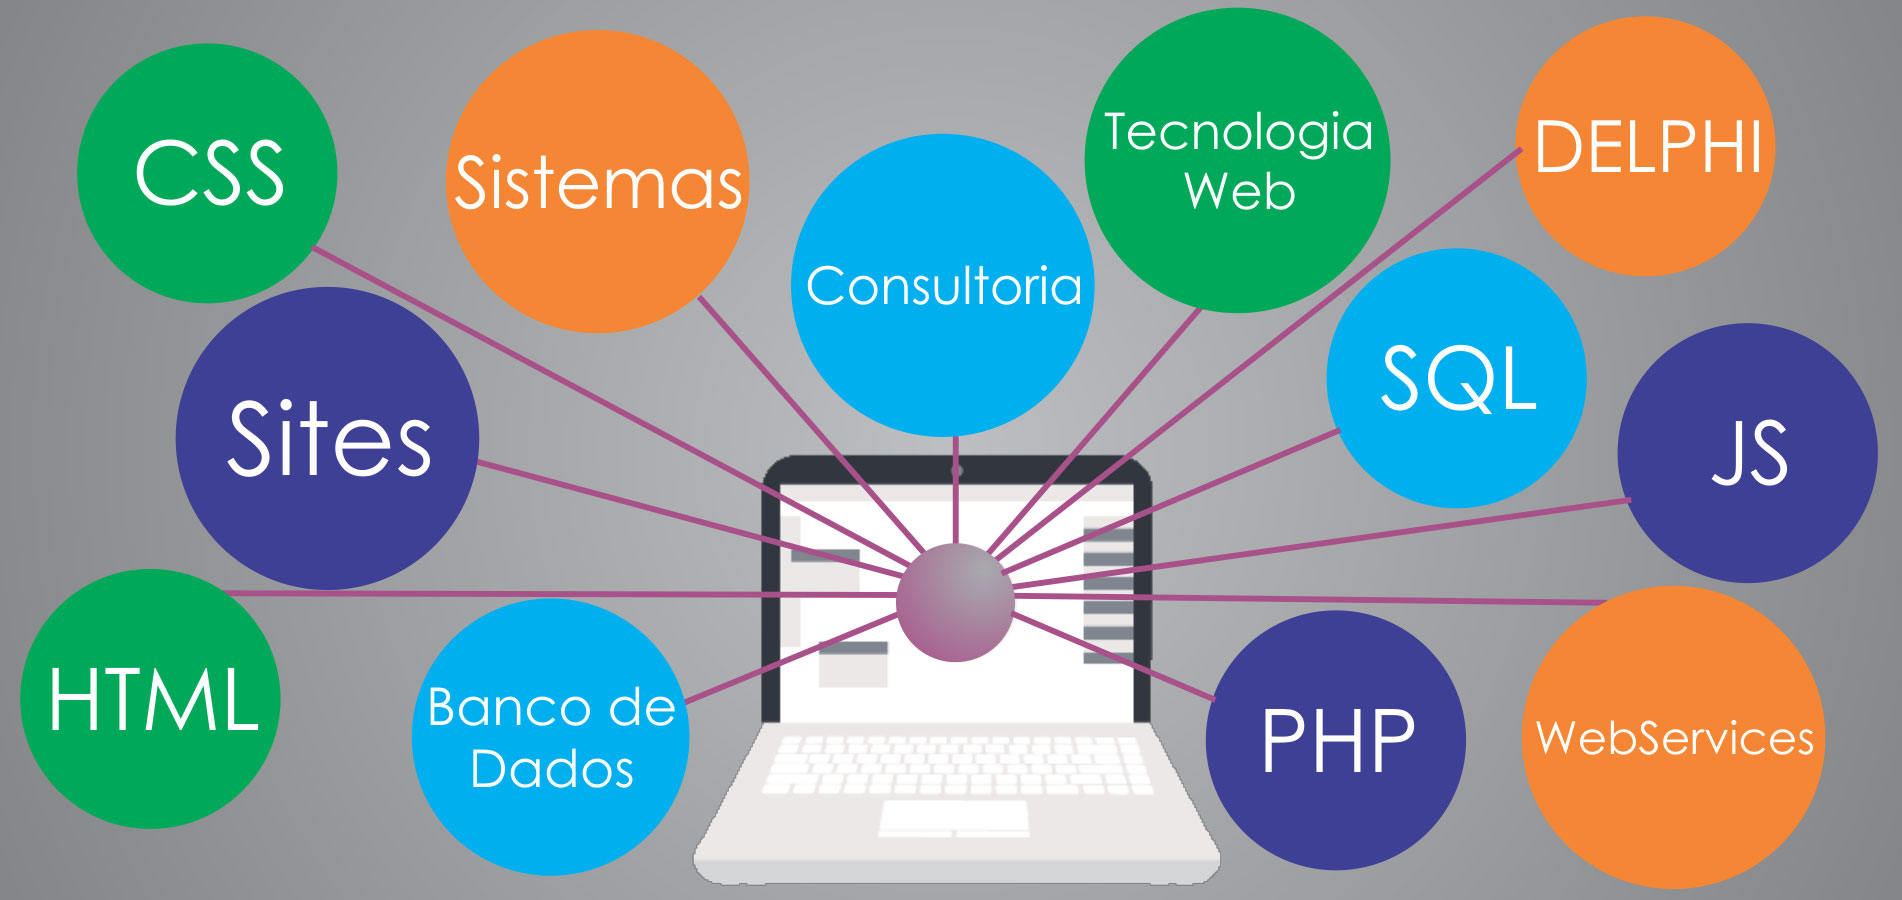 CSS
Sistemas
Consultoria
Tecnologia
Web
DELPHI
Sites
SQL
JS
HTML
Banco de
Dados
PHP
WebServices